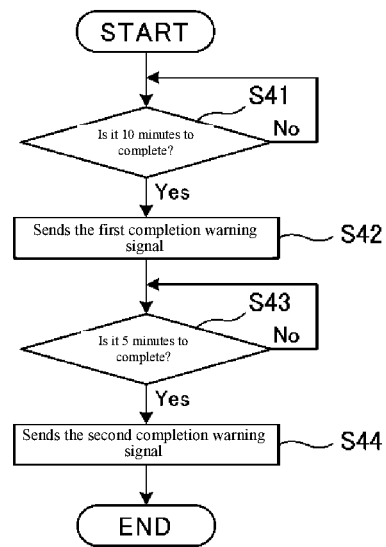 START
S41
Is it 10 minutes to
complete?
No
Yes
Sends the first completion warning
signal
S42
S43
Is it 5 minutes to
complete?
No
Yes
Sends the second completion warning
signal
S44
END